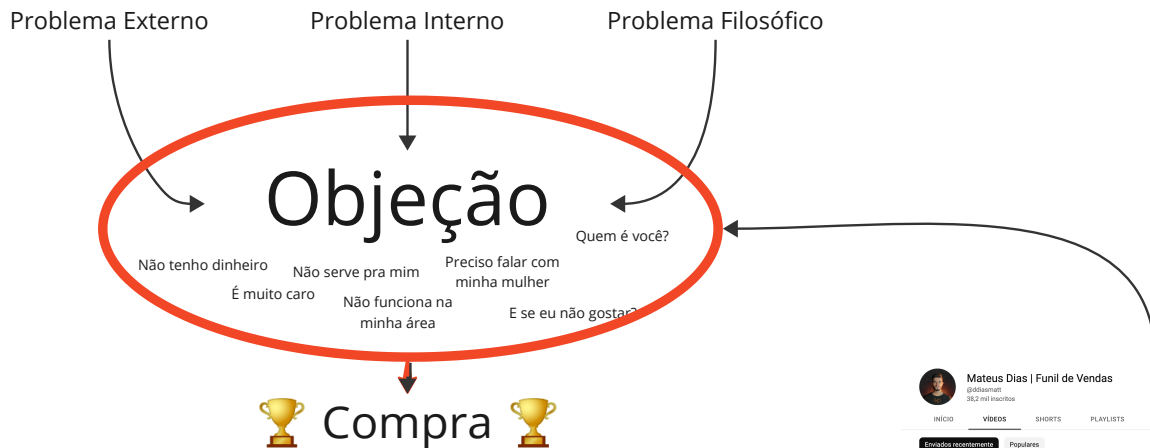 Problema Externo
Problema Interno
Problema Filosófico
Objeção
Quem é você?
Não tenho dinheiro
Não serve pra mim
Preciso falar com
minha mulher
É muito caro
Não funciona na
minha área
E se eu não gostar?
Compra
Mateus Dias | Funil de Vendas
@ddiasmatt
38,2 mil inscritos
INÍCIO
VÍDEOS
SHORTS
PLAYLISTS
Enviados recentemente
Populares